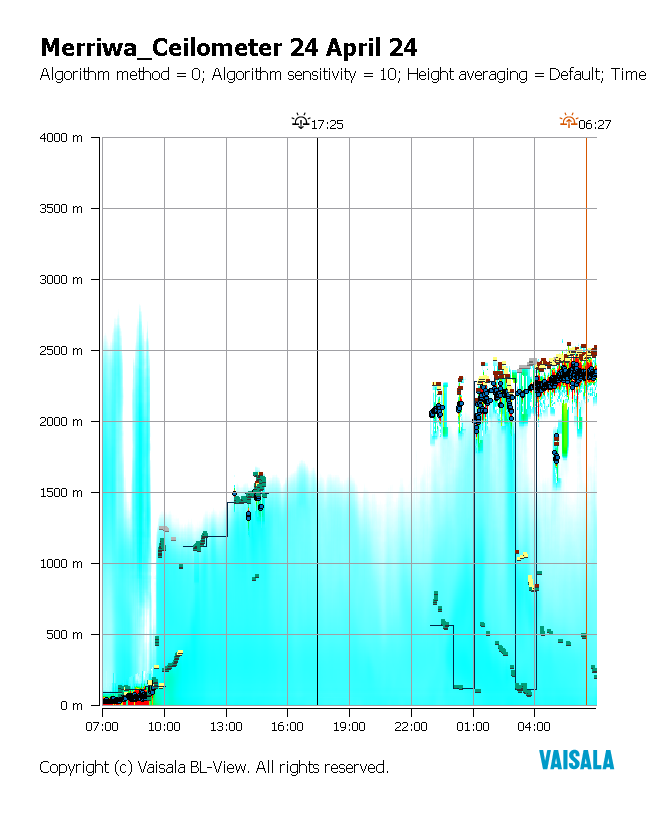 Merriwa_Ceilometer 24 April 24
Algorithm method = 0; Algorithm sensitivity = 10; Height averaging = Default; Time
17:25
06:27
4000 m
3500 m
3000 m
2500 m
2000 m
1500 m
1000 m
500 m
0 m
07:00 10:00 13:00 16:00 19:00 22:00 01:00 04:00
VAISALA
Copyright (c) Vaisala BL-View. All rights reserved.